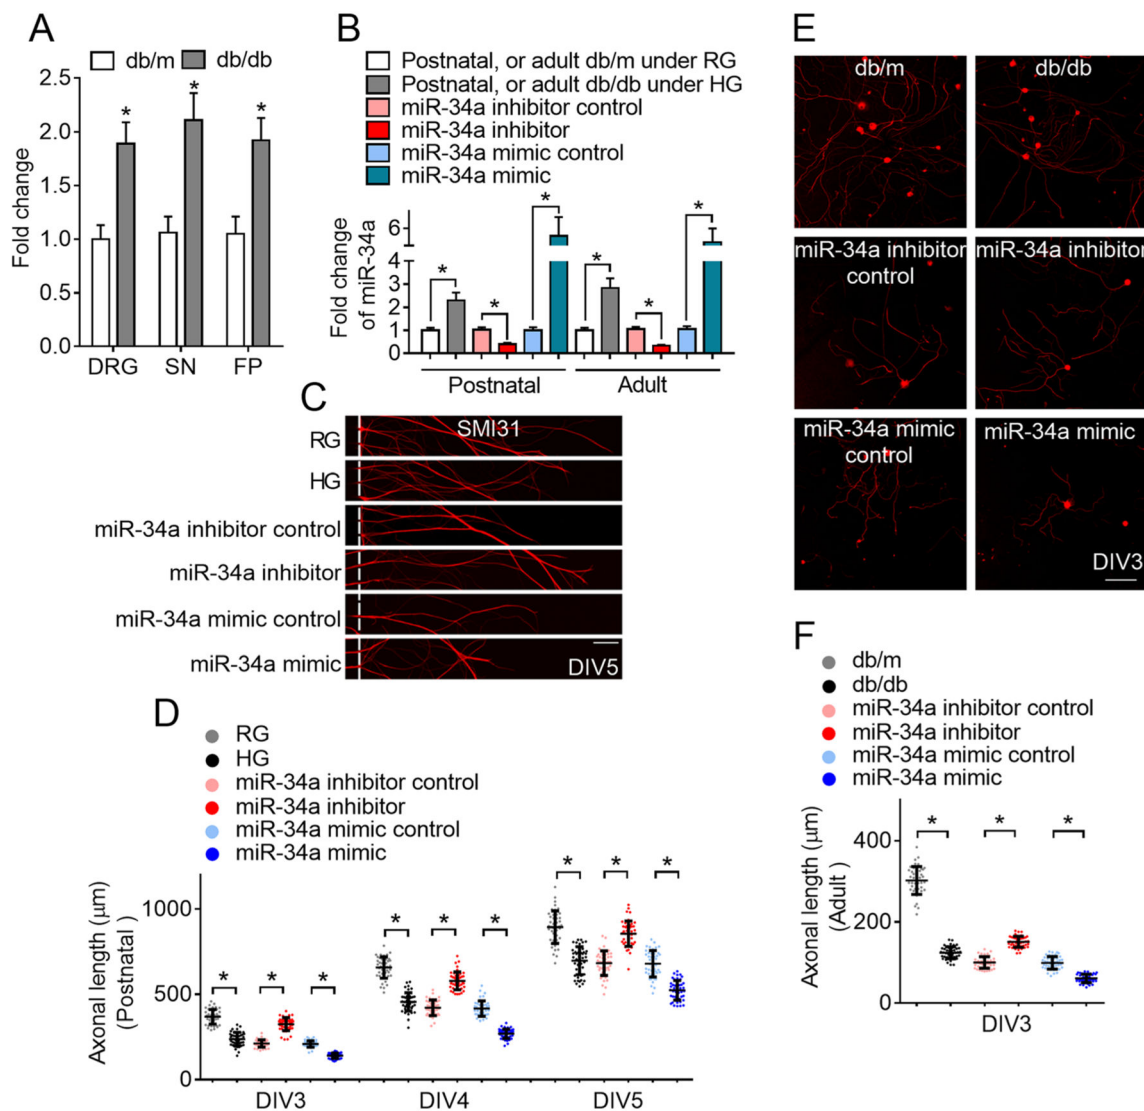 A
db/m
db/db
Fold change
2.5
2.0
1.5
1.0
0.5
0.0
*
*
*
DRG
SN
FP
B
Postnatal, or adult db/m under RG
Postnatal, or adult db/db under HG
miR-34a inhibitor control
miR-34a inhibitor
miR-34a mimic control
miR-34a mimic
Fold change
of miR-34a
6
4
3
2
1
0
*
*
*
*
*
*
Postnatal
Adult
C
SMI31
RG
HG
miR-34a inhibitor control
miR-34a inhibitor
miR-34a mimic control
miR-34a mimic
DIV5
D
RG
HG
miR-34a inhibitor control
miR-34a inhibitor
miR-34a mimic control
miR-34a mimic
Axonal length (μm)
(Postnatal )
1000
500
0
*
*
*
*
*
*
*
*
*
DIV3
DIV4
DIV5
E
db/m
db/db
miR-34a inhibitor
control
miR-34a inhibitor
miR-34a mimic
control
miR-34a mimic
DIV3
F
db/m
db/db
miR-34a inhibitor control
miR-34a inhibitor
miR-34a mimic control
miR-34a mimic
Axonal length (μm)
(Adult )
400
200
0
*
*
*
DIV3